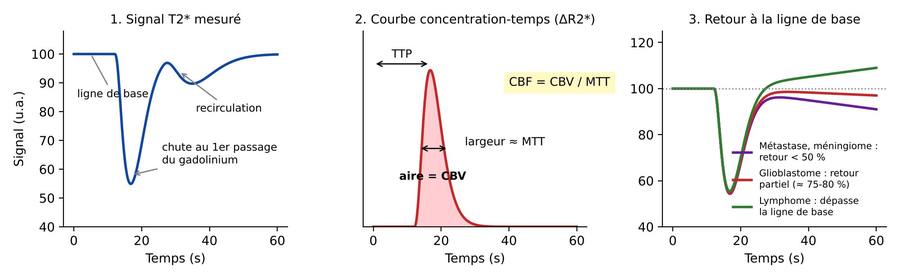 1. Signal T2* mesuré
Signal (u.a.)
100
90
80
70
60
50
40
ligne de base
recirculation
chute au 1er passage
du gadolinium
0
20
40
60
Temps (s)
2. Courbe concentration-temps (ΔR2*)
TTP
CBF = CBV / MTT
largeur ≈ MTT
aire = CBV
0
20
40
60
Temps (s)
3. Retour à la ligne de base
120
100
80
60
40
Métastase, méningiome :
retour < 50 %
Glioblastome : retour
partiel (≈ 75-80 %)
Lymphome : dépasse
la ligne de base
0
20
40
60
Temps (s)